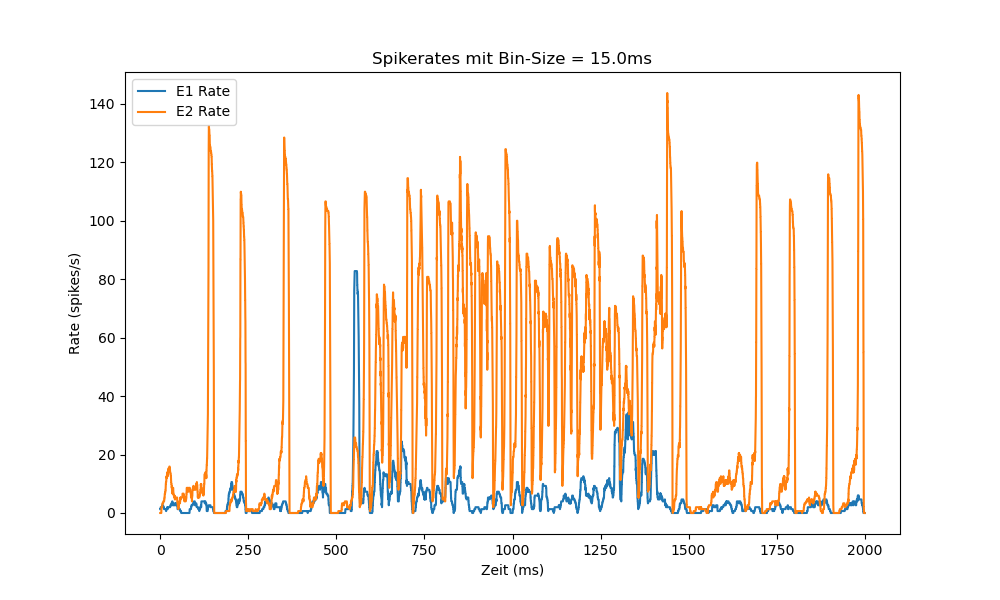 Spikerates mit Bin-Size = 15.0ms
E1 Rate
E2 Rate
140
120
100
80
60
40
20
0
Rate (spikes/s)
0 250 500 750 1000 1250 1500 1750 2000
Zeit (ms)